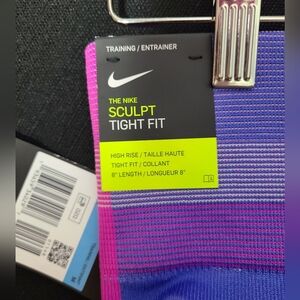 TRAINING / ENTRAINER
THE NIKE
SCULPT
TIGHT FIT
HIGH RISE / TAILLE HAUTE
TIGHT FIT / COLLANT
8" LENGTH / LONGUEUR 8"